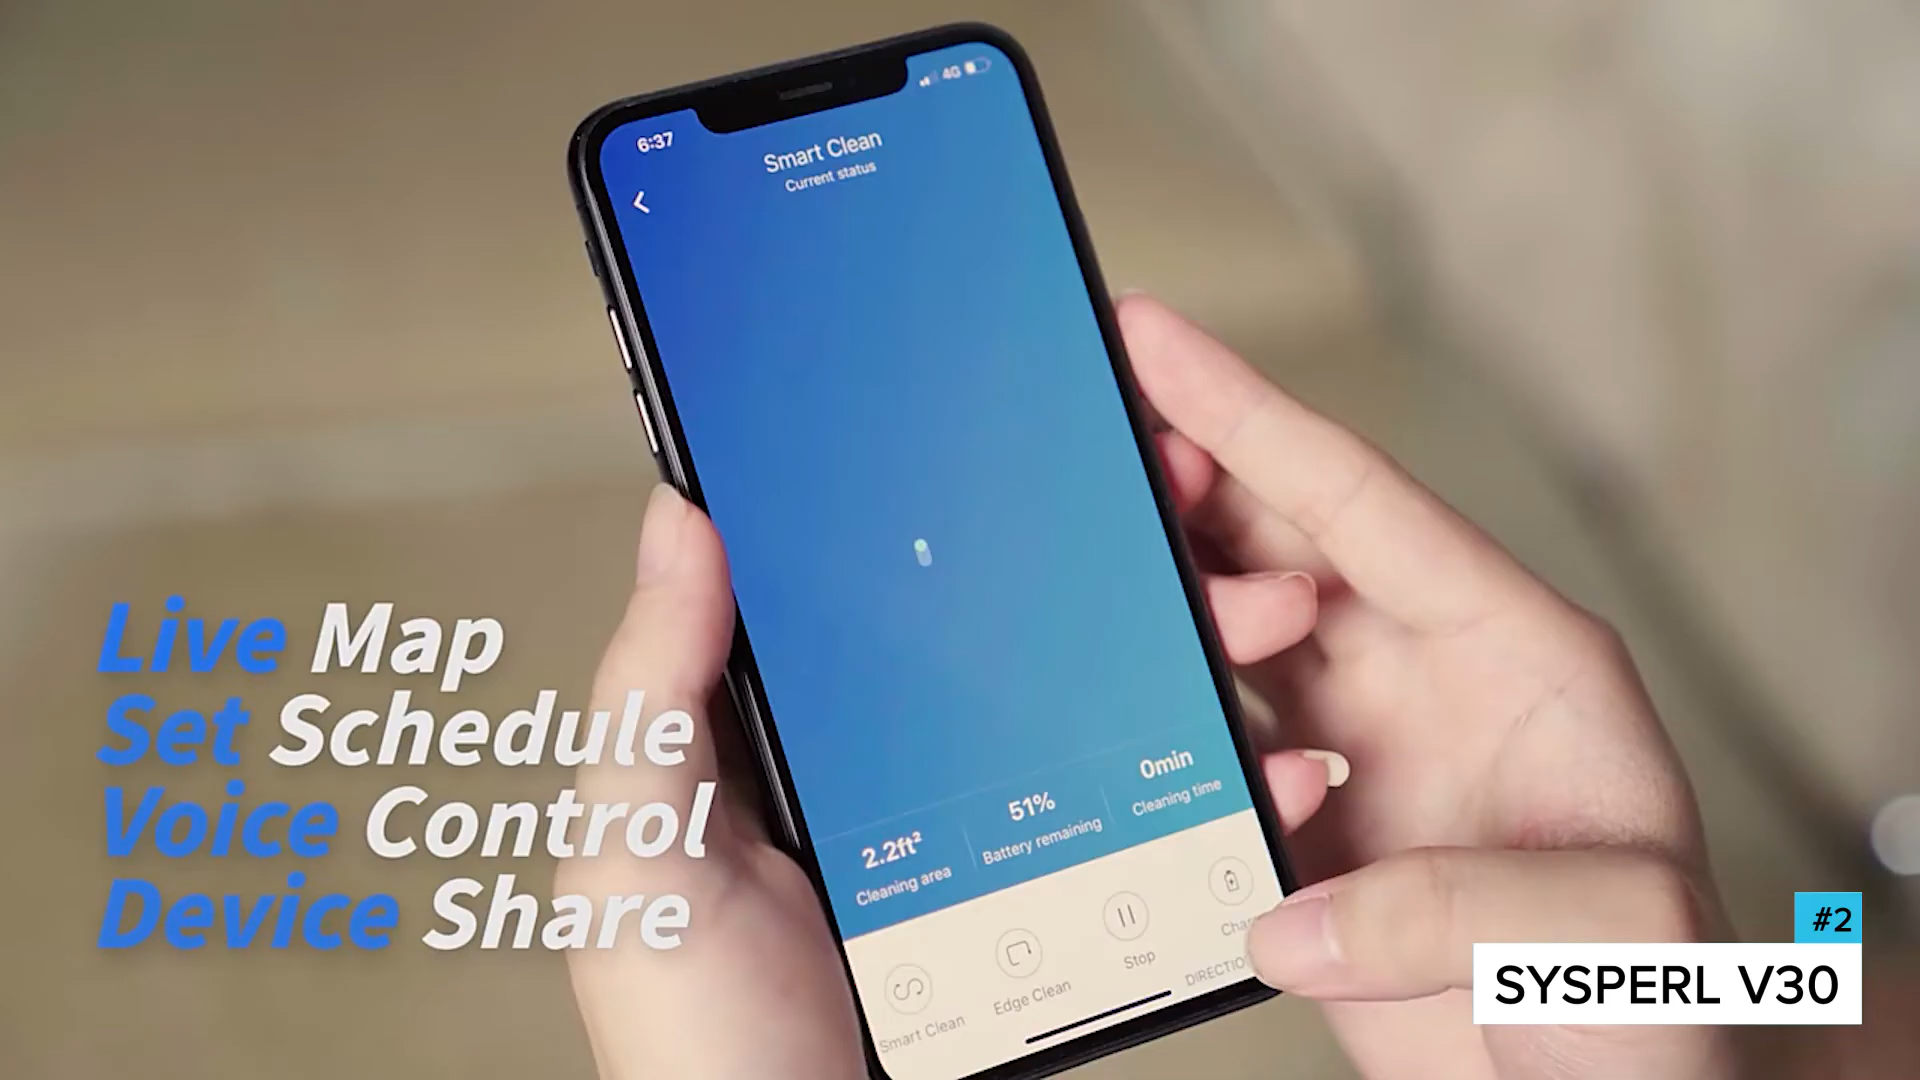 6:37
4G
Smart Clean
Current status
2.2ft²
Cleaning area
51%
Battery remaining
0min
Cleaning time
Smart Clean
Edge Clean
Stop
Live Map
Set Schedule
Voice Control
Device Share
#2
SYSPERL V30